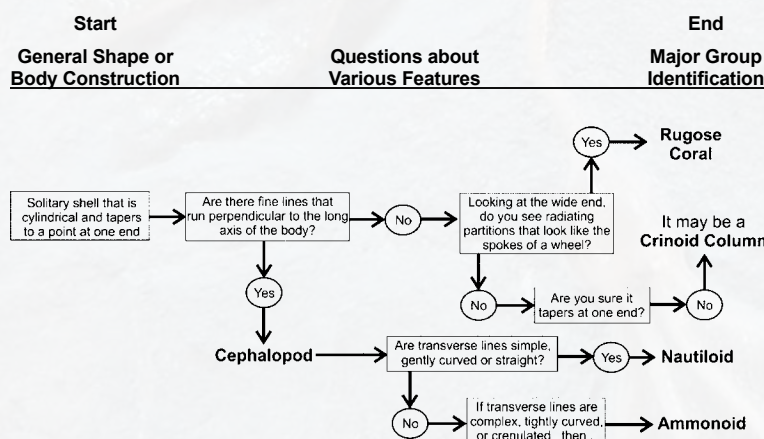 Start
End
General Shape or
Body Construction
Questions about
Various Features
Major Group
Identification
Yes
Rugose
Coral
Solitary shell that is
cylindrical and tapers
to a point at one end
Are there fine lines that
run perpendicular to the long
axis of the body?
No
Looking at the wide end,
do you see radiating
partitions that look like the
spokes of a wheel?
It may be a
Crinoid Column
Yes
No
Are you sure it
tapers at one end?
No
Cephalopod
Are transverse lines simple,
gently curved or straight?
Yes
Nautiloid
No
If transverse lines are
complex, tightly curved,
or crenulated, then
Ammonoid